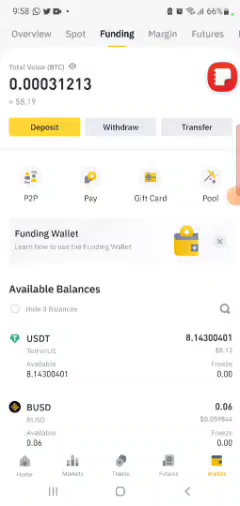 9:58 66%
Overview Spot Funding Margin Futures
Total Value (BTC)
0.00031213
≈ $8.19
Deposit Withdraw Transfer
P2P Pay Gift Card Pool
Funding Wallet
Learn how to use the Funding Wallet
Available Balances
Hide 0 Balances
USDT 8.14300401
TetherUS $8.13
Available Freeze
8.14300401 0.00
BUSD 0.06
BUSD $0.059844
Available Freeze
0.06 0.00
Home Markets Trades Futures Wallets